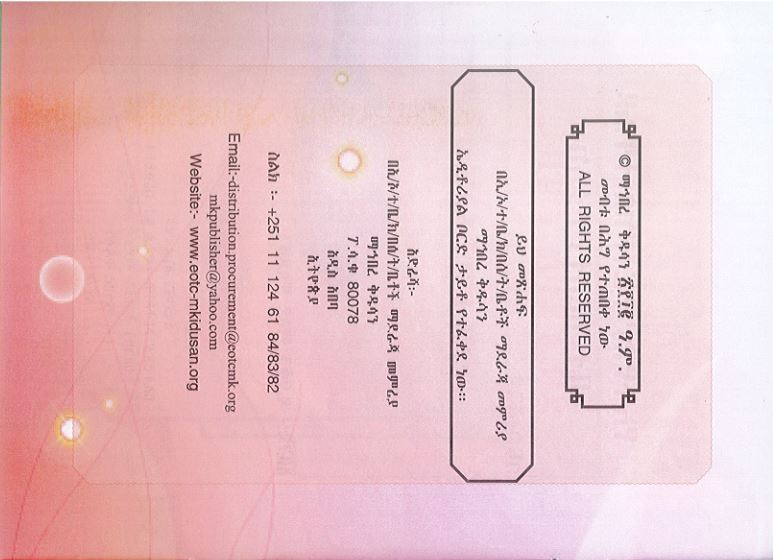 © ማኅበረ ቅዱሳን ፳፻፲፪ ዓ.ም.
መብቱ በሕግ የተጠበቀ ነው
ALL RIGHTS RESERVED
ይህ መጽሐፍ
በኢ/ኦ/ተ/ቤ/ክ/በሰ/ት/ቤቶች ማደራጃ መምሪያ
ማኅበረ ቅዱሳን
ኤዲቶሪያል ቦርድ ታይቶ የተፈቀደ ነው፡፡
አድራሻ፡-
በኢ/ኦ/ተ/ቤ/ክ/በሰ/ት/ቤቶች ማደራጃ መምሪያ
ማኅበረ ቅዱሳን
ፖ.ሳ.ቁ 80078
አዲስ አበባ
ኢትዮጵያ
ስልክ ፡- +251 11 124 61 84/83/82
Email:-distribution.procurement@eotcmk.org
mkpublisher@yahoo.com
Website:- www.eotc-mkidusan.org